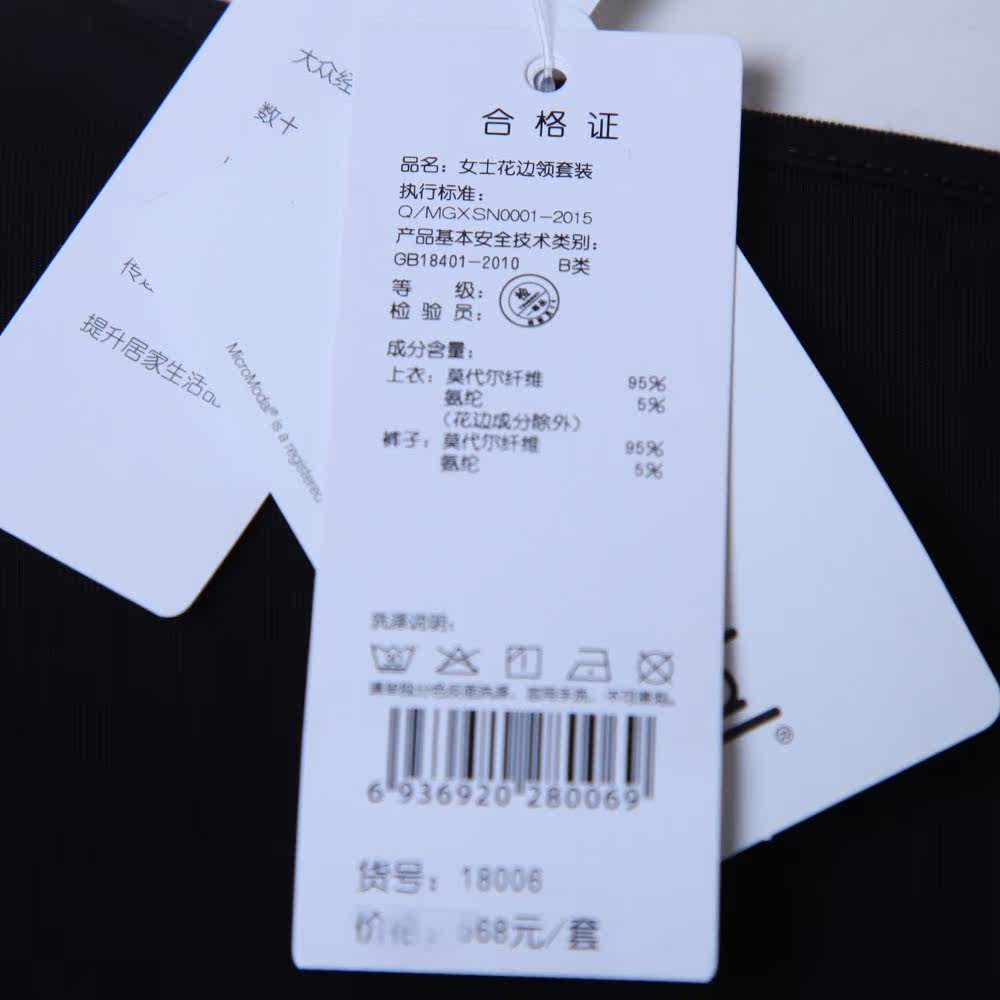 合格证
品名：女士花边领套装
执行标准：
Q/MGXSN0001-2015
产品基本安全技术类别：
GB18401-2010 B类
等 级：
检 验 员：
检
成分含量：
上衣：莫代尔纤维 95%
氨纶 5%
（花边成分除外）
裤子：莫代尔纤维 95%
氨纶 5%
洗涤说明：
6 936920 280069
货号：18006
68元/套
大众经
数十
传
提升居家生活
MicroModal® is a registered
al®